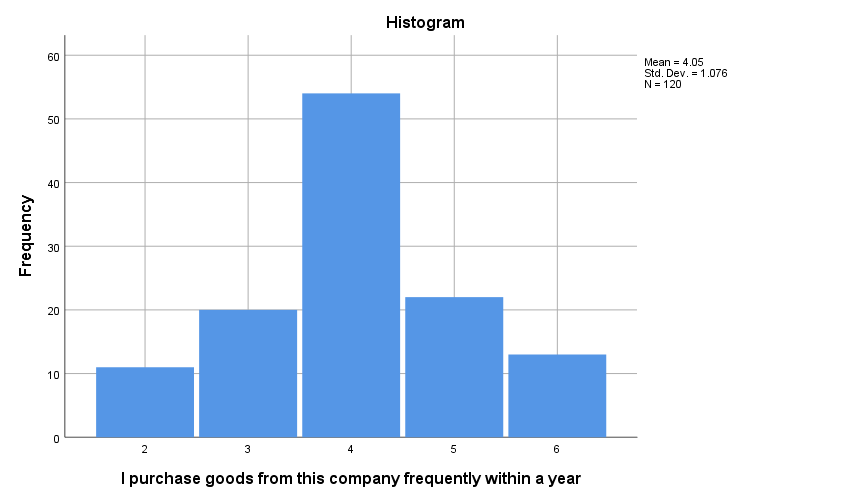 Histogram
Mean = 4.05
Std. Dev. = 1.076
N = 120
60
50
40
30
20
10
0
Frequency
2 3 4 5 6
I purchase goods from this company frequently within a year